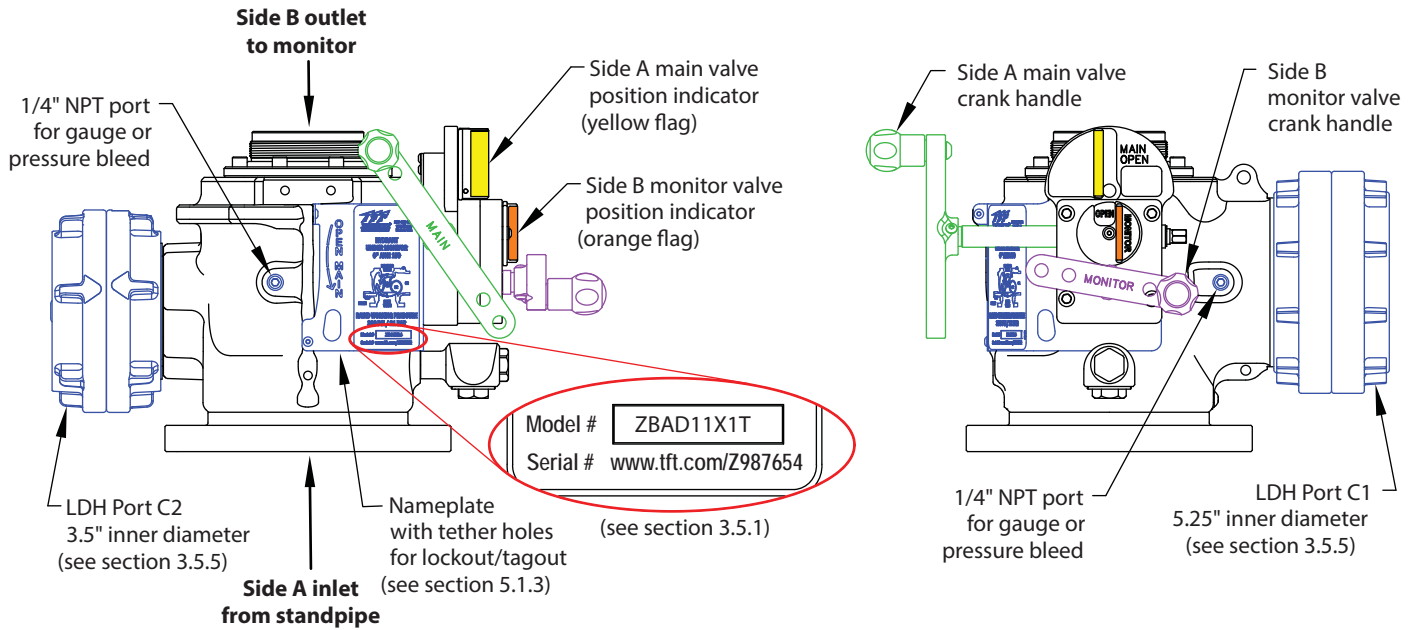 Side B outlet
to monitor
1/4" NPT port
for gauge or
pressure bleed
Side A main valve
position indicator
(yellow flag)
Side B monitor valve
position indicator
(orange flag)
MAIN
OPEN MAIN
Model # ZBAD11X1T
Serial # www.tft.com/Z987654
(see section 3.5.1)
LDH Port C2
3.5" inner diameter
(see section 5.5.5)
Nameplate
with tether holes
for lockout/tagout
(see section 5.1.3)
Side A inlet
from standpipe
Side A main valve
crank handle
Side B
monitor valve
crank handle
MAIN
OPEN
OPEN
MONITOR
MONITOR
1/4" NPT port
for gauge or
pressure bleed
LDH Port C1
5.25" inner diameter
(see section 3.5.5)